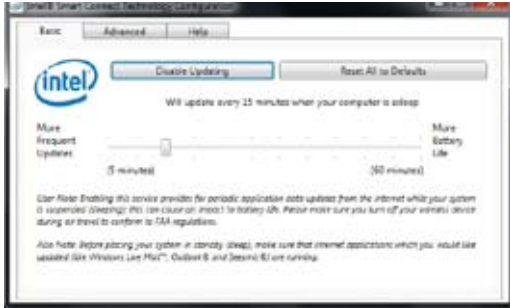 Intel® Smart Connect Technology Configuration
Basic Advanced Help
intel
Disable Updating Reset All to Defaults
Will update every 15 minutes when your computer is asleep
More More
Frequent Battery
Updates Life
(5 minutes) (60 minutes)
User Note: Enabling this service provides for periodic application data updates from the internet while your system
is suspended (sleeping); this can cause an impact to battery life. Please make sure you turn off your wireless device
during air travel to conform to FAA regulations.
Also Note: Before placing your system in standby (sleep), make sure that internet applications which you would like
updated (like Windows Live Mail™, Outlook® and Seesmic®) are running.